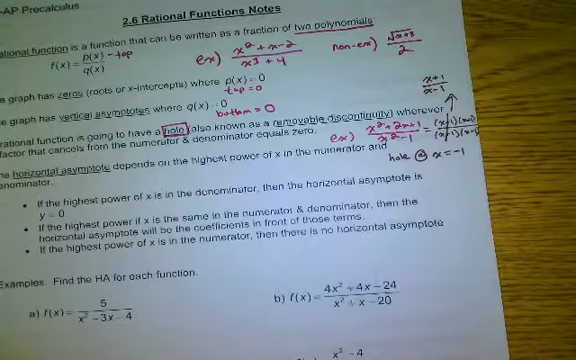 -AP Precalculus
2.6 Rational Functions Notes
rational function is a function that can be written as a fraction of two polynomials
f(x) = p(x)/q(x) - top
ex) (x² + x - 2)/(x³ + 4)
non-ex) √(x+3)/2
graph has zeros (roots or x-intercepts) where p(x) = 0
top = 0
graph has vertical asymptotes where q(x) = 0
bottom = 0
(x+1)/(x-1)
rational function is going to have a hole (also known as a removable discontinuity) wherever
factor that cancels from the numerator & denominator equals zero.
ex) (x² + 2x + 1)/(x² - 1) = (x+1)(x+1)/(x+1)(x-1)
hole @ x = -1
he horizontal asymptote depends on the highest power of x in the numerator and
enominator.
• If the highest power of x is in the denominator, then the horizontal asymptote is
y = 0
• If the highest power if x is the same in the numerator & denominator, then the
horizontal asymptote will be the coefficients in front of those terms.
• If the highest power of x is in the numerator, then there is no horizontal asymptote
Examples: Find the HA for each function.
a) f(x) = 5/(x² - 3x - 4)
b) f(x) = (4x² + 4x - 24)/(x² + x - 20)
x² - 4